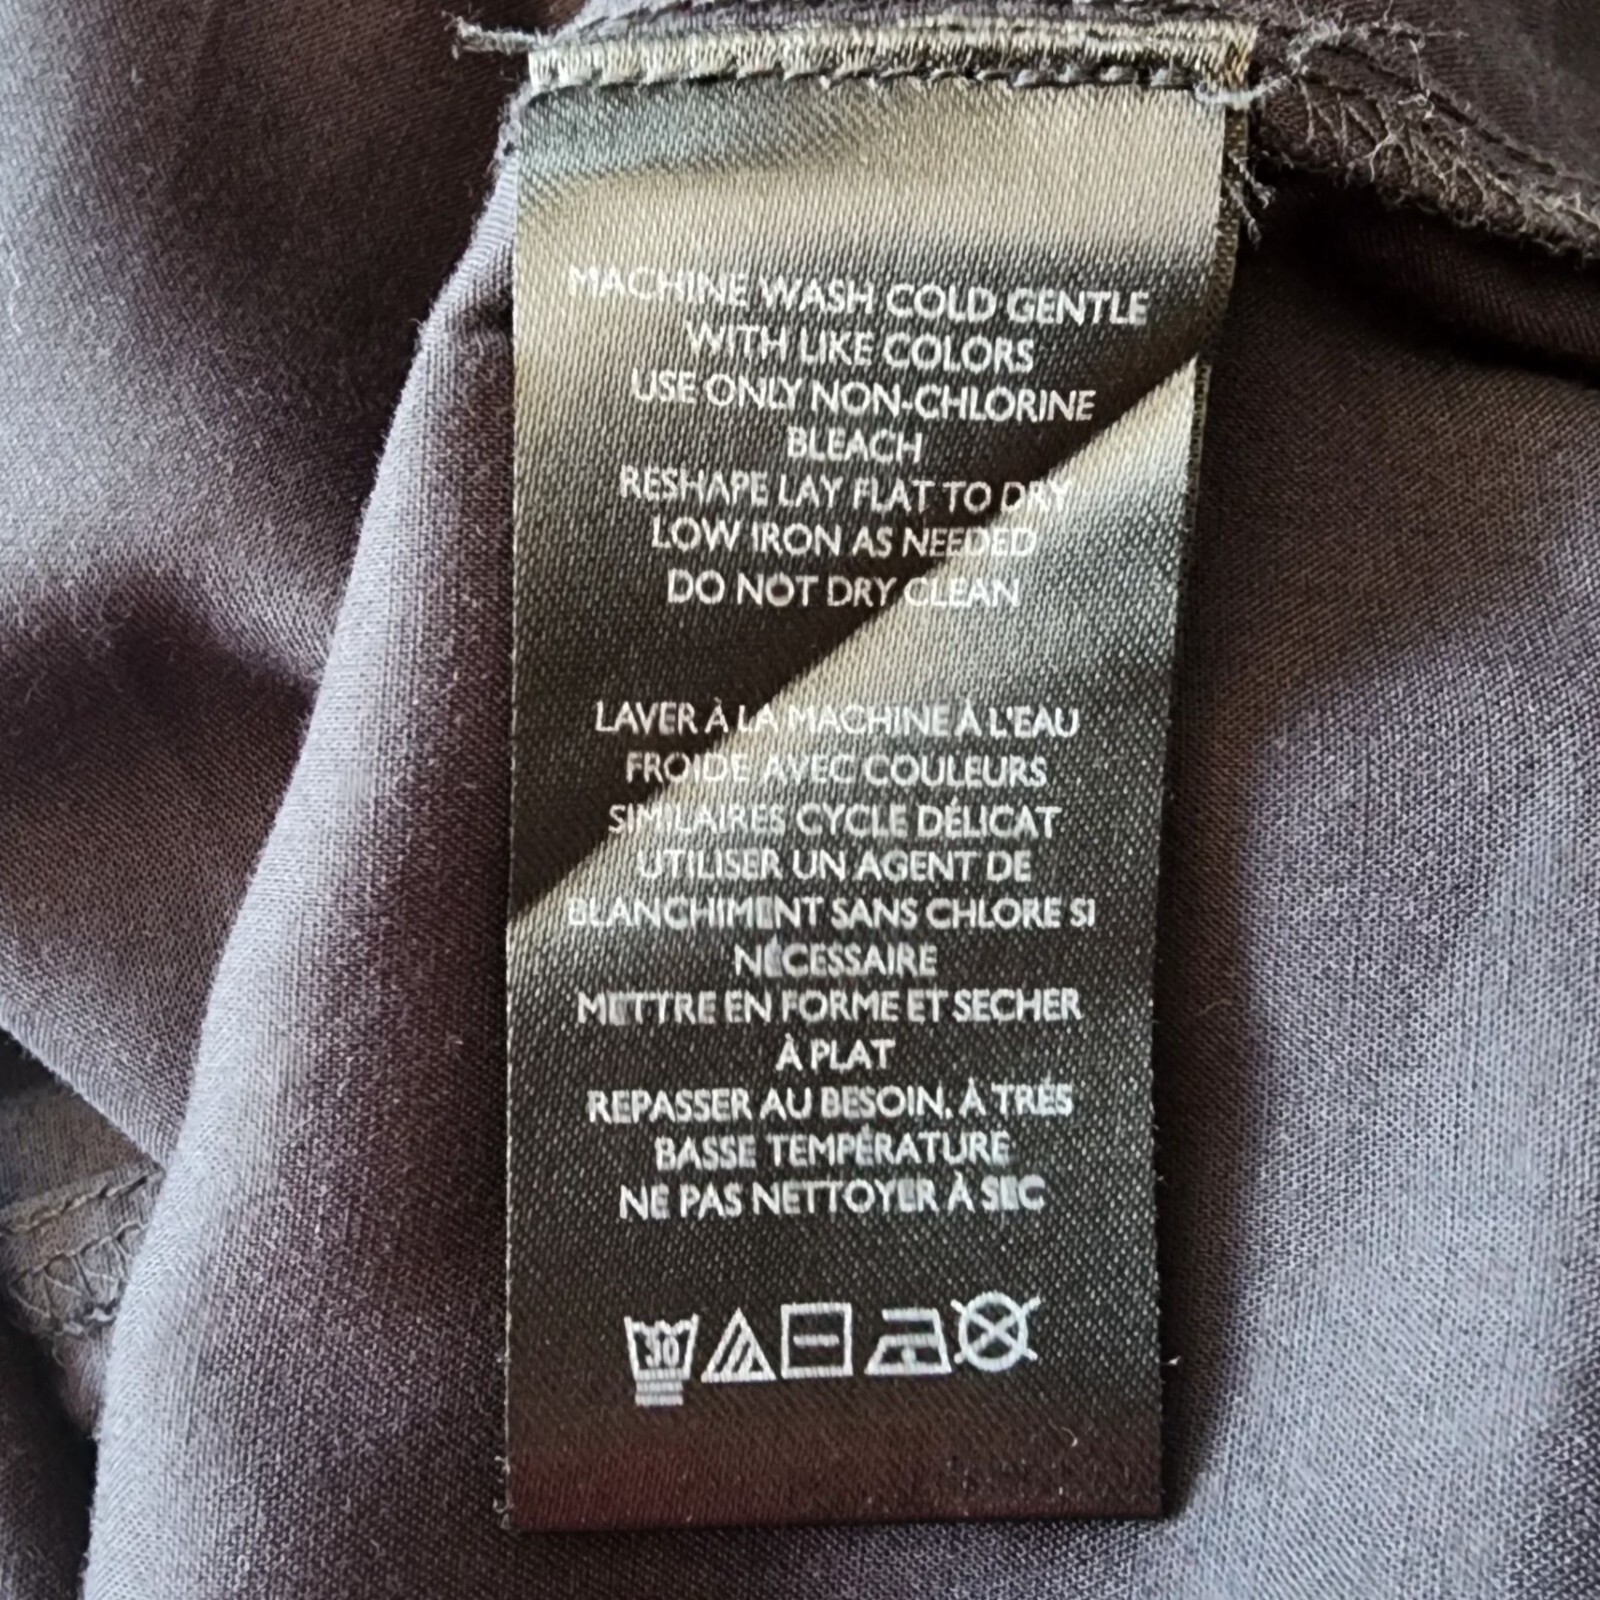 MACHINE WASH COLD GENTLE
WITH LIKE COLORS
USE ONLY NON-CHLORINE
BLEACH
RESHAPE LAY FLAT TO DRY
LOW IRON AS NEEDED
DO NOT DRY CLEAN
LAVER À LA MACHINE À L'EAU
FROIDE AVEC COULEURS
SIMILAIRES CYCLE DÉLICAT
UTILISER UN AGENT DE
BLANCHIMENT SANS CHLORE SI
NÉCESSAIRE
METTRE EN FORME ET SECHER
À PLAT
REPASSER AU BESOIN, À TRÉS
BASSE TEMPÉRATURE
NE PAS NETTOYER À SEC
30